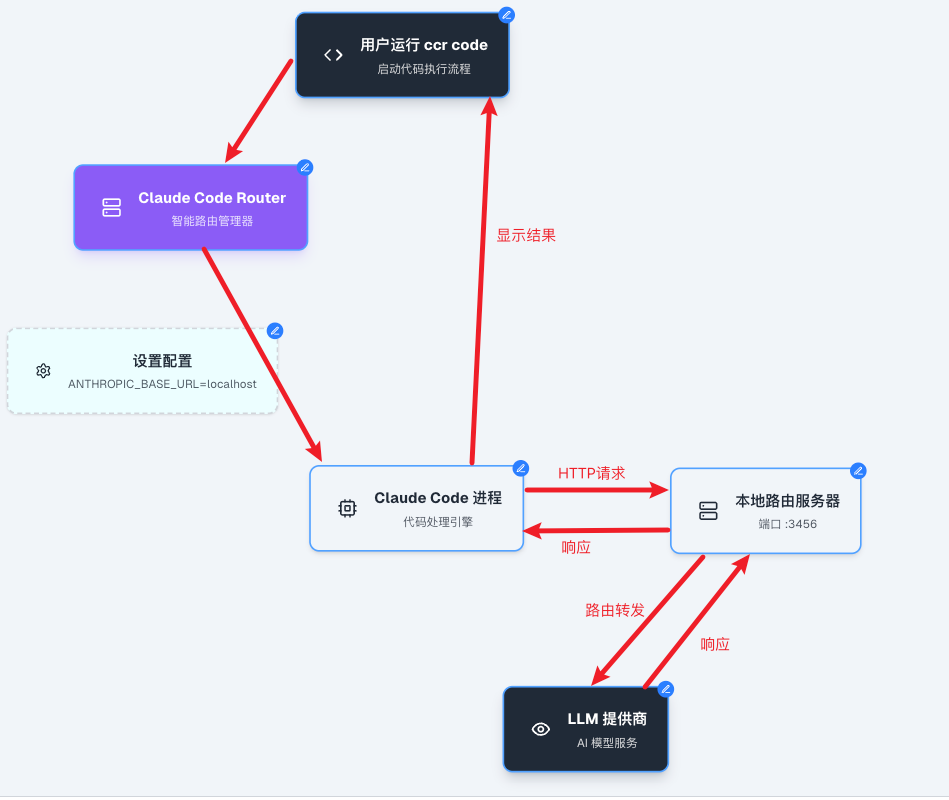 用户运行 ccr code
启动代码执行流程
Claude Code Router
智能路由管理器
显示结果
设置配置
ANTHROPIC_BASE_URL=localhost
HTTP请求
Claude Code 进程
代码处理引擎
本地路由服务器
端口 :3456
响应
路由转发
响应
LLM 提供商
AI 模型服务